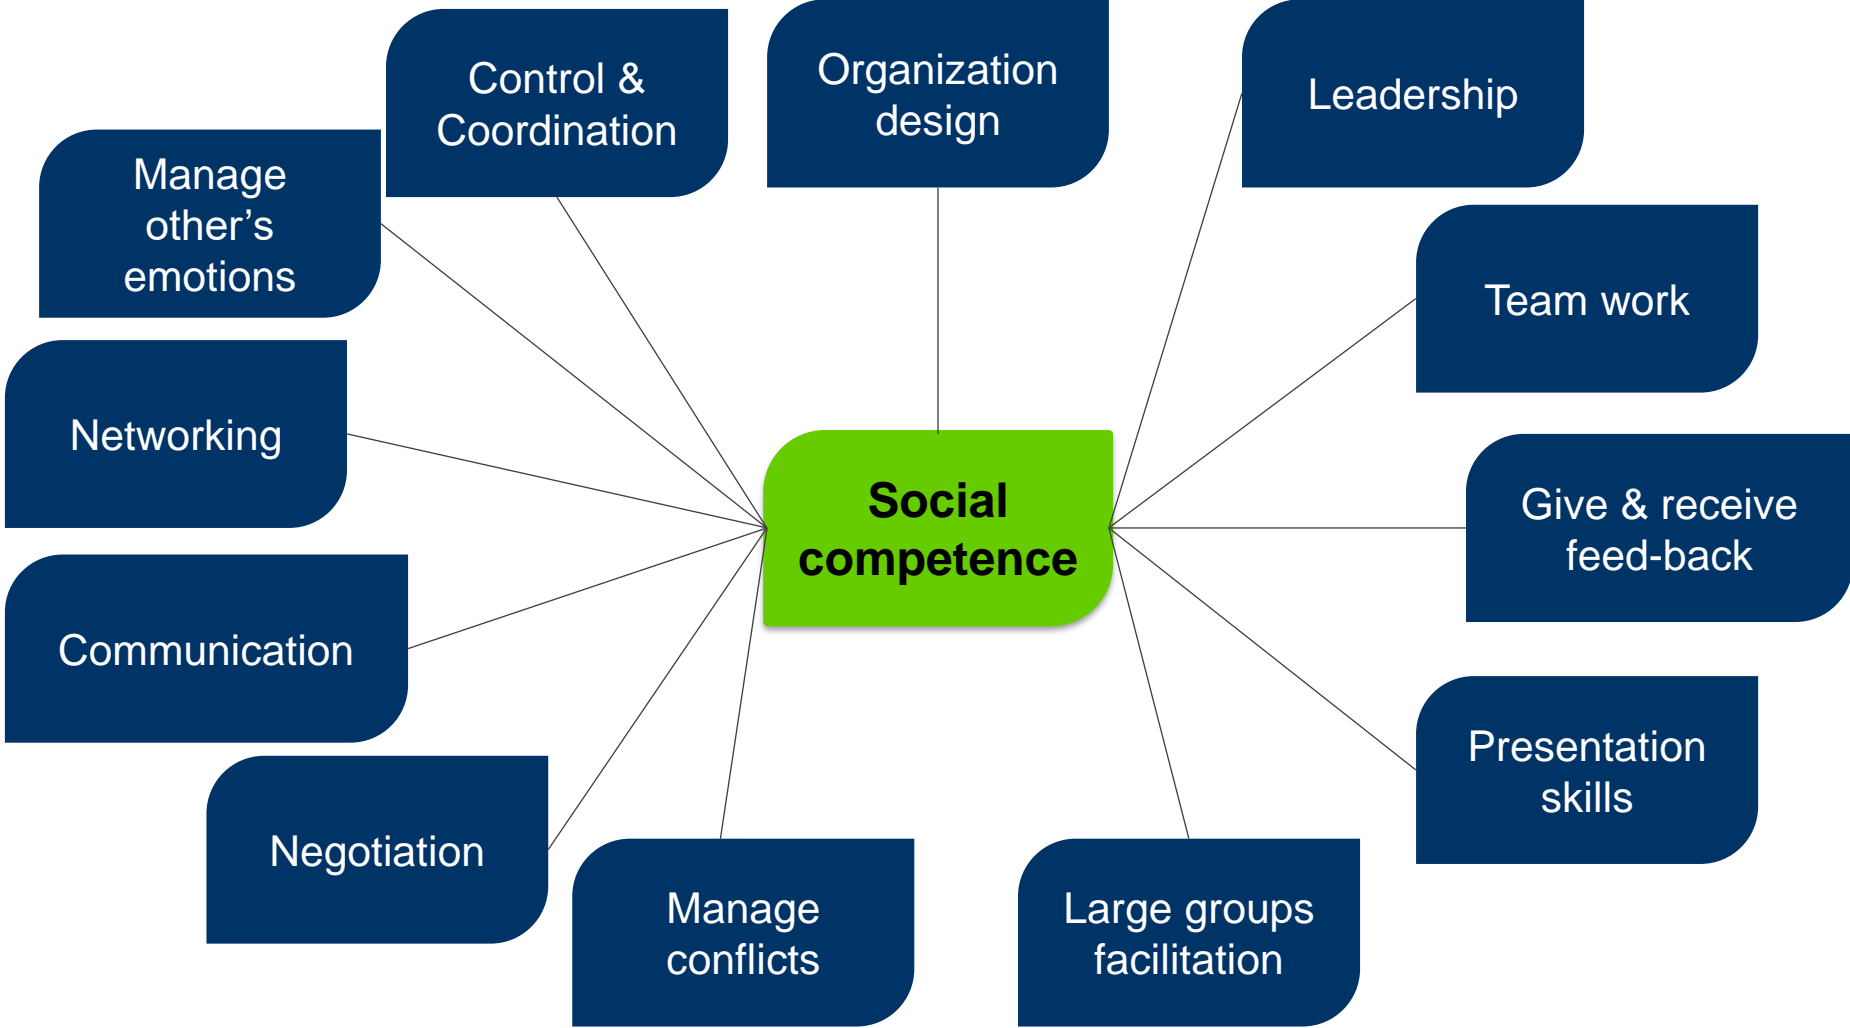 Control &
Coordination
Organization
design
Leadership
Manage
other’s
emotions
Team work
Networking
Social
competence
Give & receive
feed-back
Communication
Presentation
skills
Negotiation
Manage
conflicts
Large groups
facilitation